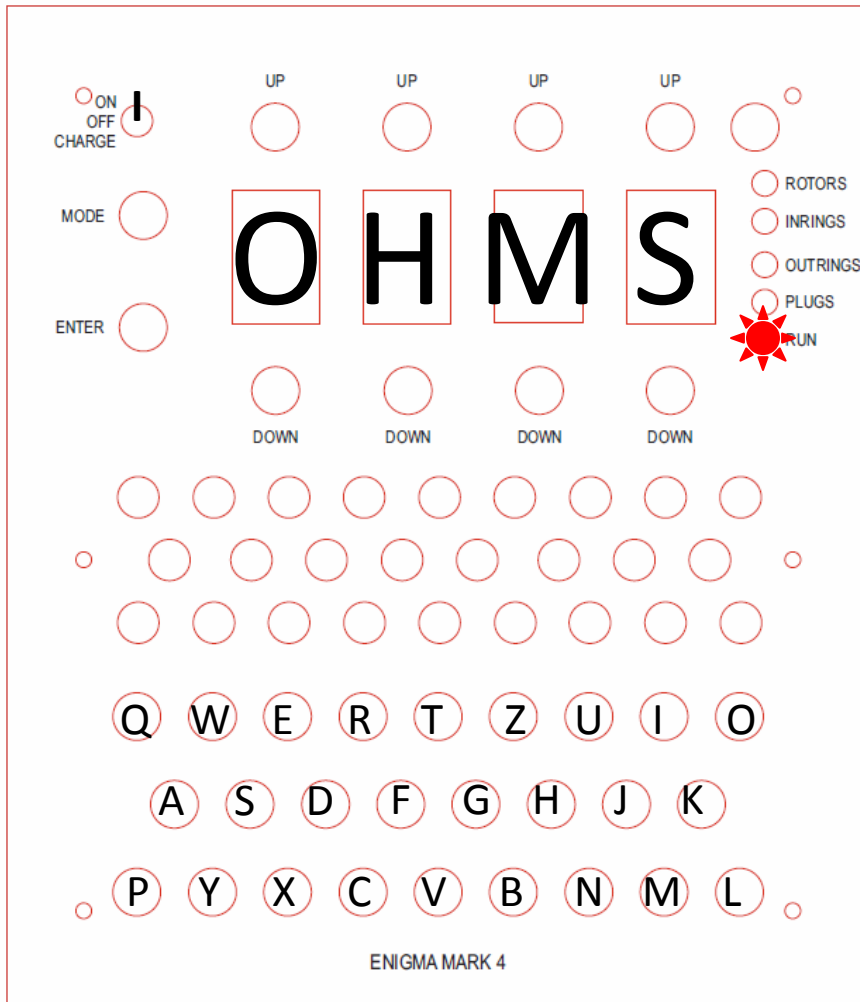 UP UP UP UP
ON
OFF
CHARGE
ROTORS
MODE
INRINGS
OHMS
OUTRINGS
PLUGS
ENTER
RUN
DOWN DOWN DOWN DOWN
Q W E R T Z U I O
A S D F G H J K
P Y X C V B N M L
ENIGMA MARK 4